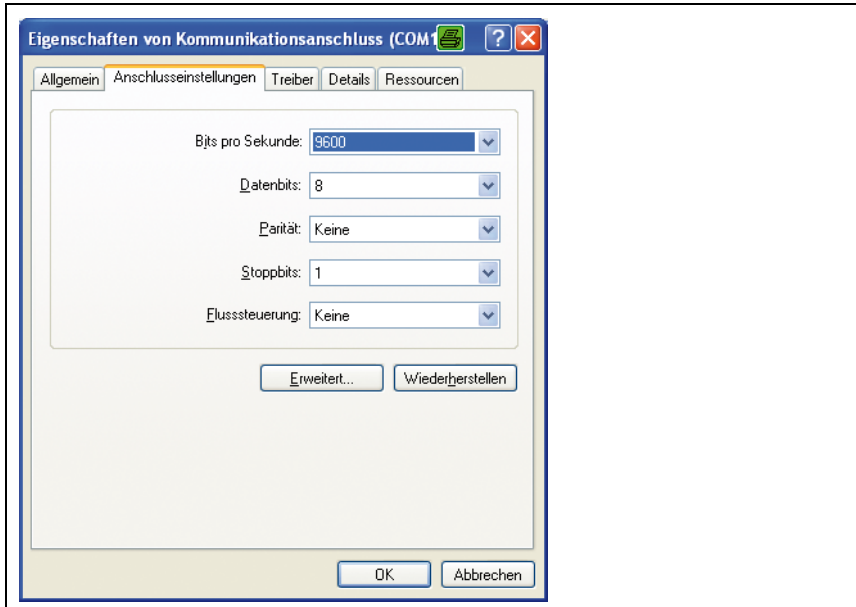 Eigenschaften von Kommunikationsanschluss (COM1
Allgemein Anschlusseinstellungen Treiber Details Ressourcen
Bits pro Sekunde: 9600
Datenbits: 8
Parität: Keine
Stoppbits: 1
Flusssteuerung: Keine
Erweitert... Wiederherstellen
OK Abbrechen